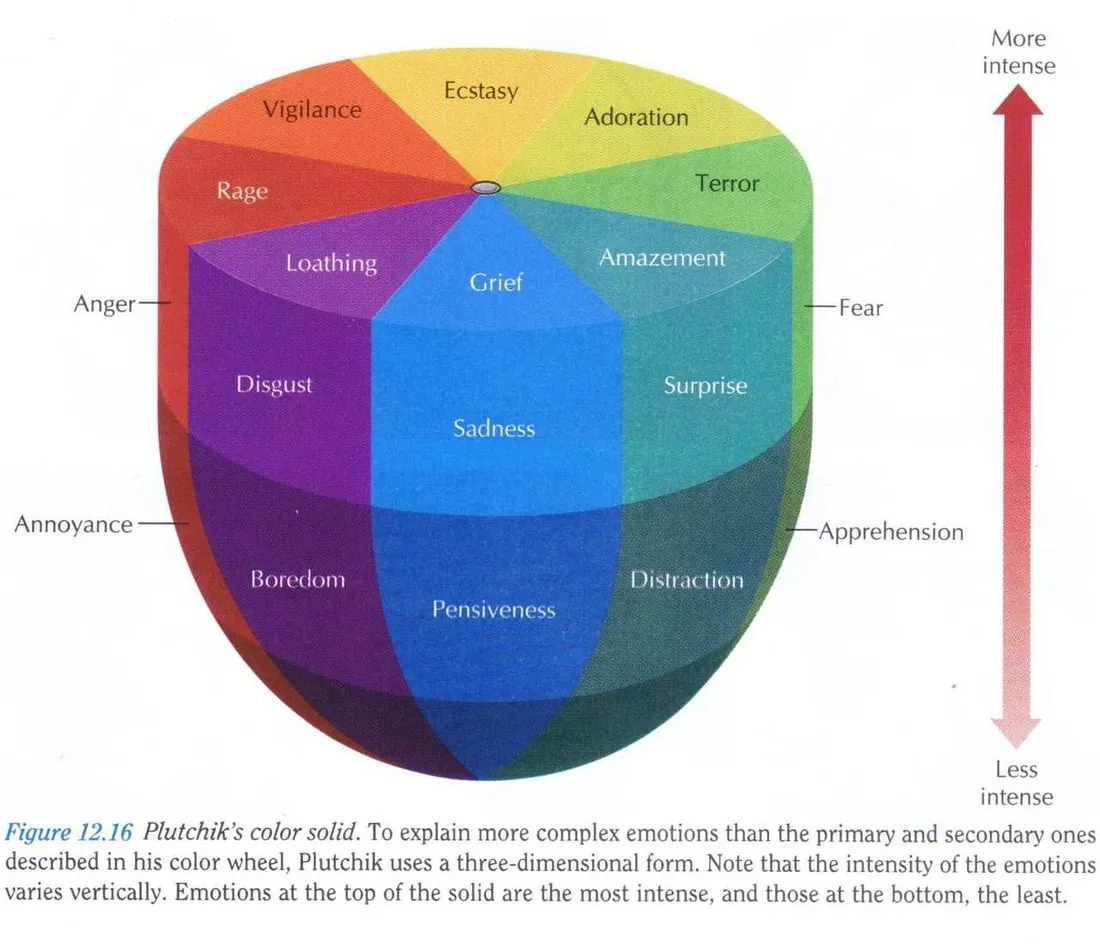 More
intense
Ecstasy
Vigilance
Adoration
Rage
Terror
Loathing
Grief
Amazement
Anger
Fear
Disgust
Sadness
Surprise
Annoyance
Apprehension
Boredom
Pensiveness
Distraction
Less
intense
Figure 12.16 Plutchik's color solid. To explain more complex emotions than the primary and secondary ones
described in his color wheel, Plutchik uses a three-dimensional form. Note that the intensity of the emotions
varies vertically. Emotions at the top of the solid are the most intense, and those at the bottom, the least.